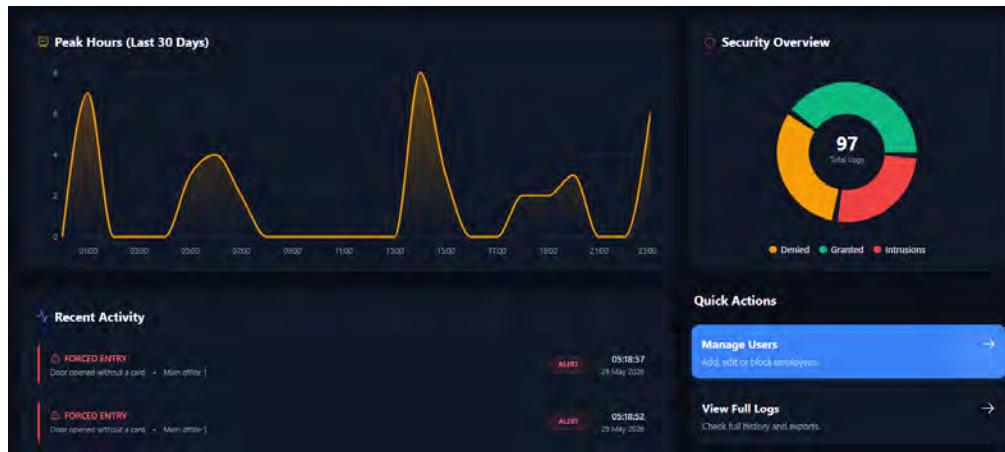 Peak Hours (Last 30 Days)
8
6
4
2
0
01:00 03:00 05:00 07:00 09:00 11:00 13:00 15:00 17:00 19:00 21:00 23:00
Security Overview
97
Total Logs
Denied Granted Intrusions
Recent Activity
FORCED ENTRY
Door opened without a card • Main office 1
ALERT
05:18:57
29 May 2026
FORCED ENTRY
Door opened without a card • Main office 1
ALERT
05:18:52
29 May 2026
Quick Actions
Manage Users
Add, edit or block employees.
View Full Logs
Check full history and exports.